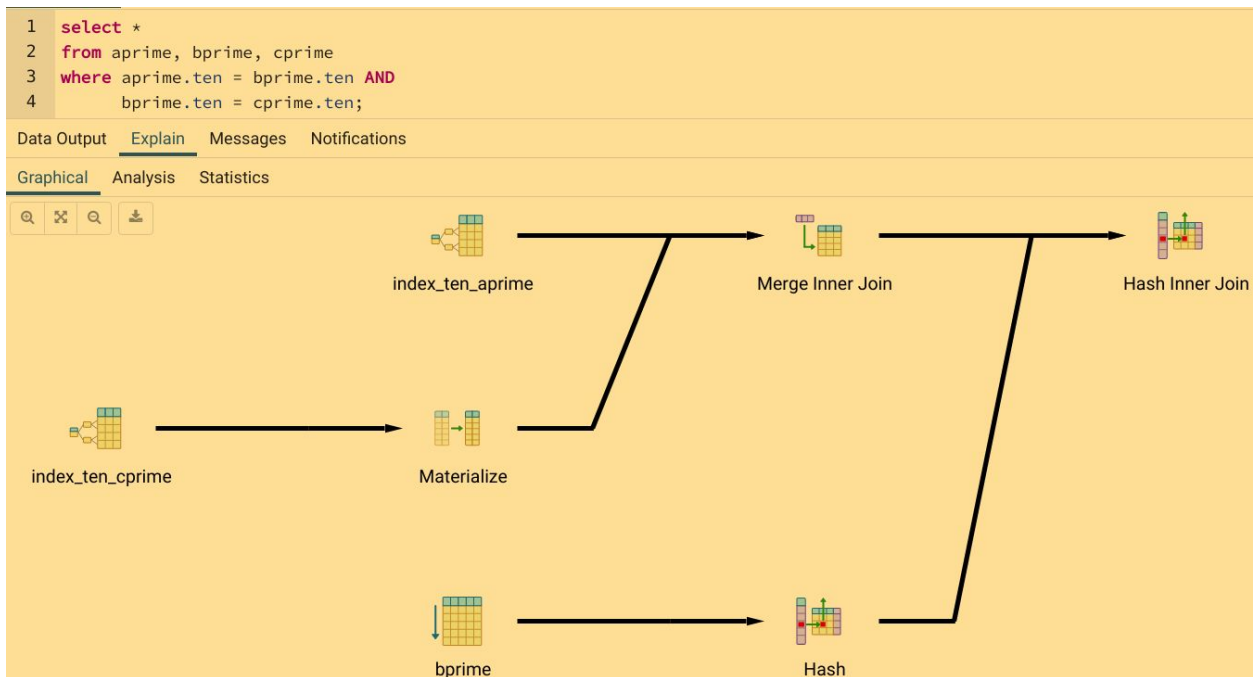 1 select *
2 from aprime, bprime, cprime
3 where aprime.ten = bprime.ten AND
4 bprime.ten = cprime.ten;
Data Output Explain Messages Notifications
Graphical Analysis Statistics
index_ten_aprime Merge Inner Join Hash Inner Join
index_ten_cprime Materialize
bprime Hash